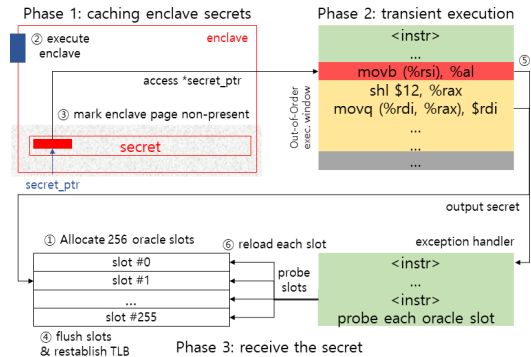 Phase 1: caching enclave secrets
② execute
enclave
enclave
access *secret_ptr
③ mark enclave page non-present
secret
secret_ptr
Phase 2: transient execution
<instr>
...
movb (%rsi), %al
shl $12, %rax
movq (%rdi, %rax), $rdi
...
...
...
Out-of-Order
exec. window
⑤
output secret
① Allocate 256 oracle slots
slot #0
slot #1
...
slot #255
④ flush slots
& restablish TLB
⑥ reload each slot
probe
slots
exception handler
<instr>
...
<instr>
probe each oracle slot
Phase 3: receive the secret